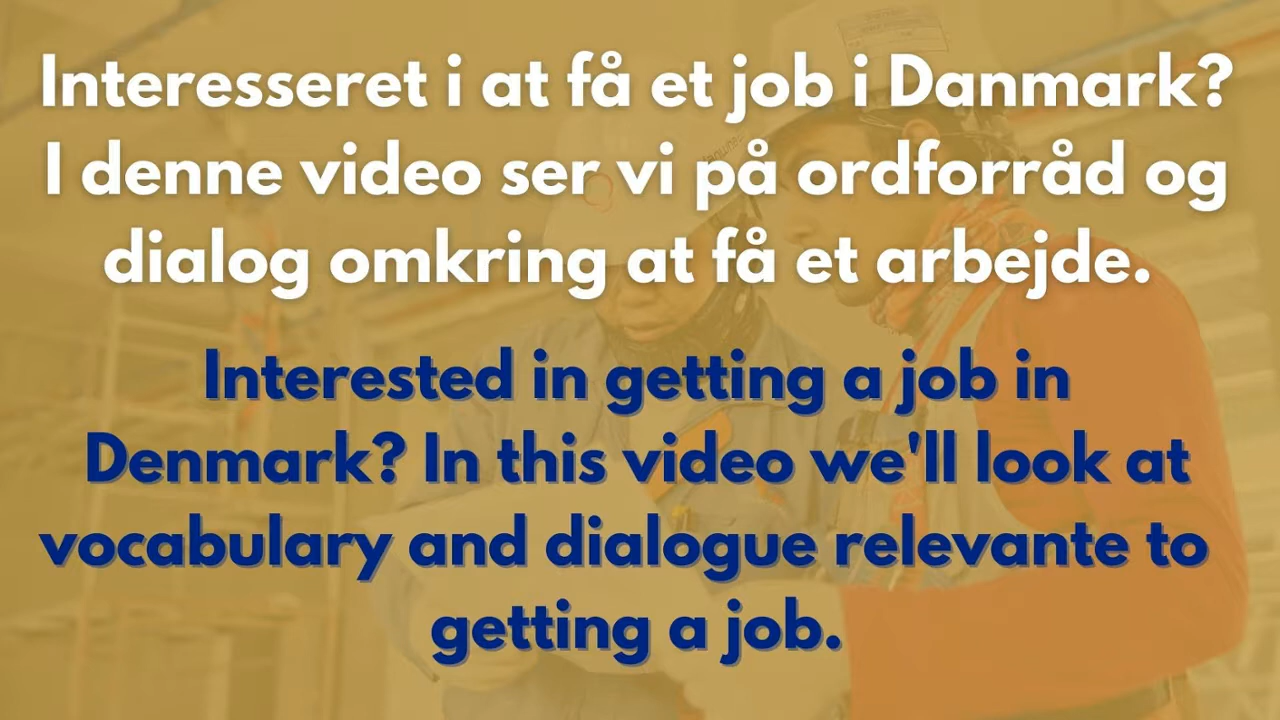 Interesseret i at få et job i Danmark?
I denne video ser vi på ordforråd og
dialog omkring at få et arbejde.
Interested in getting a job in
Denmark? In this video we'll look at
vocabulary and dialogue relevante to
getting a job.